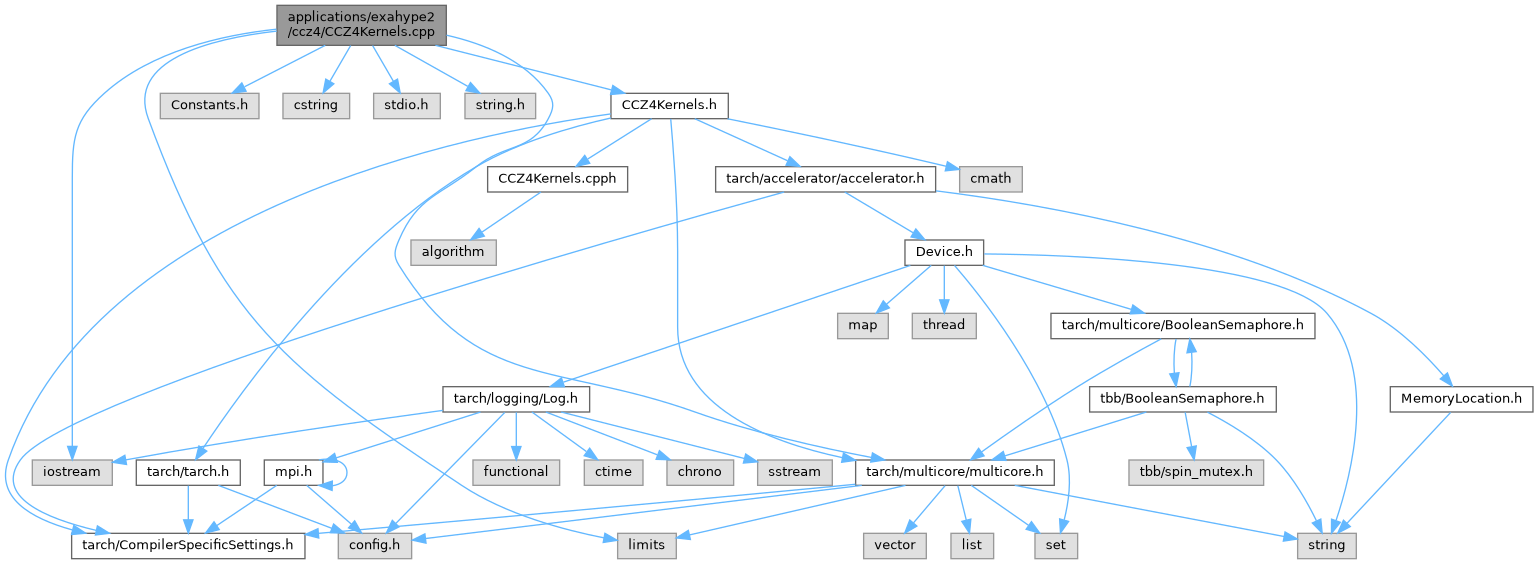 applications/exahype2
/ccz4/CCZ4Kernels.cpp
Constants.h
cstring
stdio.h
string.h
CCZ4Kernels.h
CCZ4Kernels.cpph
tarch/accelerator/accelerator.h
cmath
algorithm
Device.h
map
thread
tarch/multicore/BooleanSemaphore.h
tarch/logging/Log.h
tbb/BooleanSemaphore.h
MemoryLocation.h
iostream
tarch/tarch.h
mpi.h
functional
ctime
chrono
sstream
tarch/multicore/multicore.h
tbb/spin_mutex.h
tarch/CompilerSpecificSettings.h
config.h
limits
vector
list
set
string